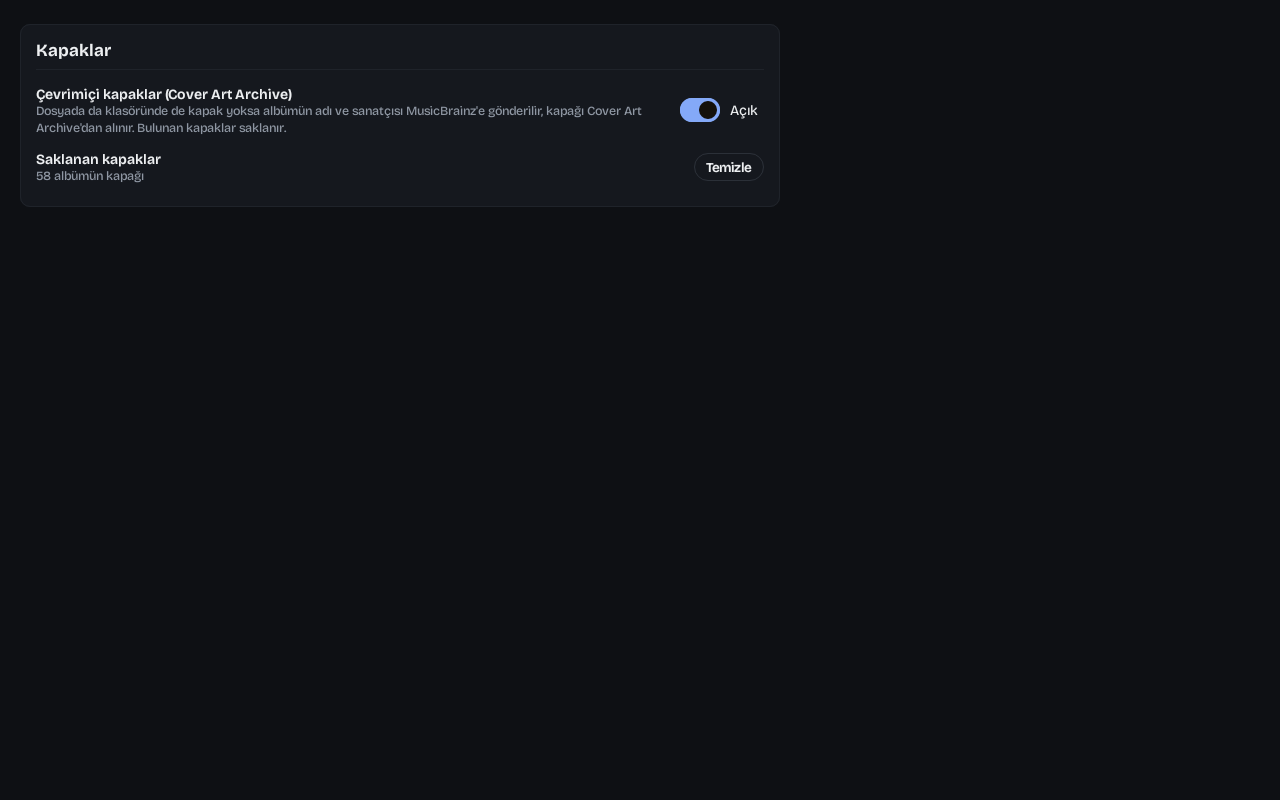 Kapaklar
Çevrimiçi kapaklar (Cover Art Archive)
Dosyada da klasöründe de kapak yoksa albümün adı ve sanatçısı MusicBrainz'e gönderilir, kapağı Cover Art
Archive'dan alınır. Bulunan kapaklar saklanır.
Açık
Saklanan kapaklar
58 albümün kapağı
Temizle